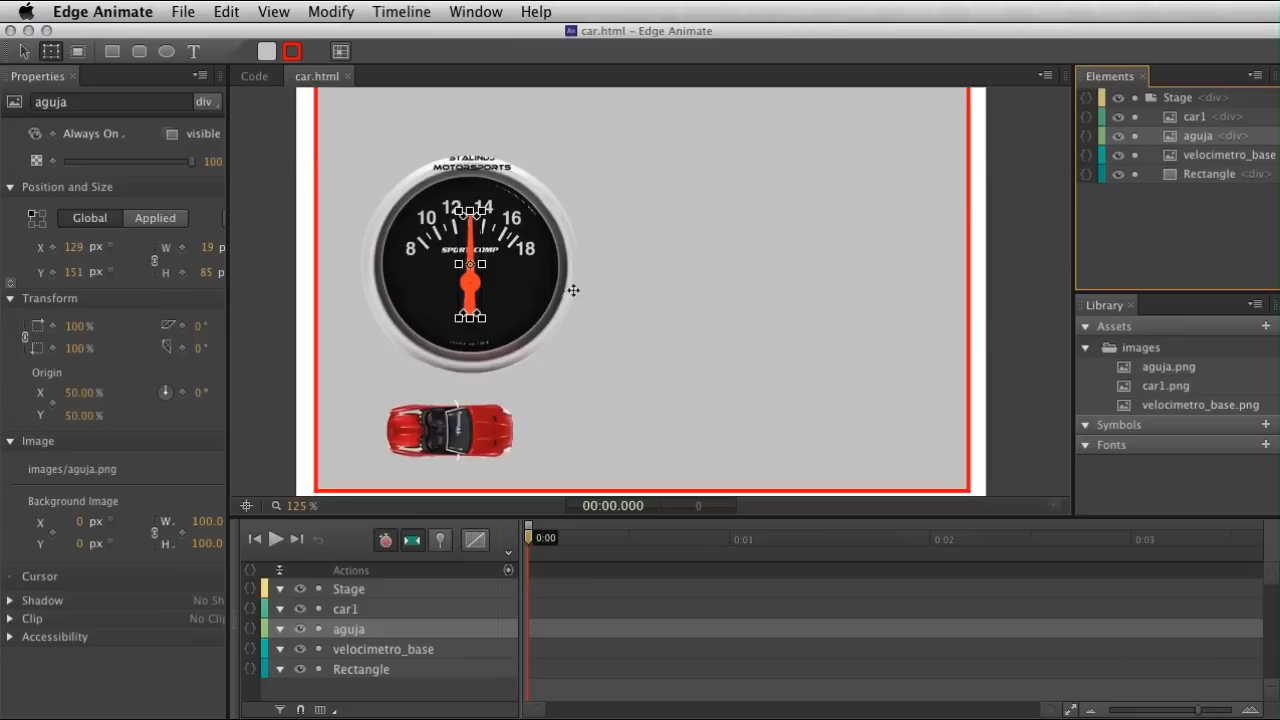 Edge Animate File Edit View Modify Timeline Window Help
car.html – Edge Animate
T
Properties
aguja div
Always On visible
100
Position and Size
Global Applied
X 129 px W 19 p
Y 151 px H 85 px
Transform
100% 0°
100% 0°
Origin
X 50.00% 0°
Y 50.00%
Image
images/aguja.png
Background Image
X 0 px W. 100.0
Y 0 px H. 100.0
Cursor
Shadow No Sh
Clip No Clip
Accessibility
Code car.html
STALINDS
MOTORSPORTS
8 10 12 14 16 18
SPORT COMP
125 %
00:00.000 0
Elements
Stage <div>
car1 <div>
aguja <div>
velocimetro_base
Rectangle <div>
Library
Assets
images
aguja.png
car1.png
velocimetro_base.png
Symbols
Fonts
0:00 0:01 0:02 0:03
Actions
Stage
car1
aguja
velocimetro_base
Rectangle